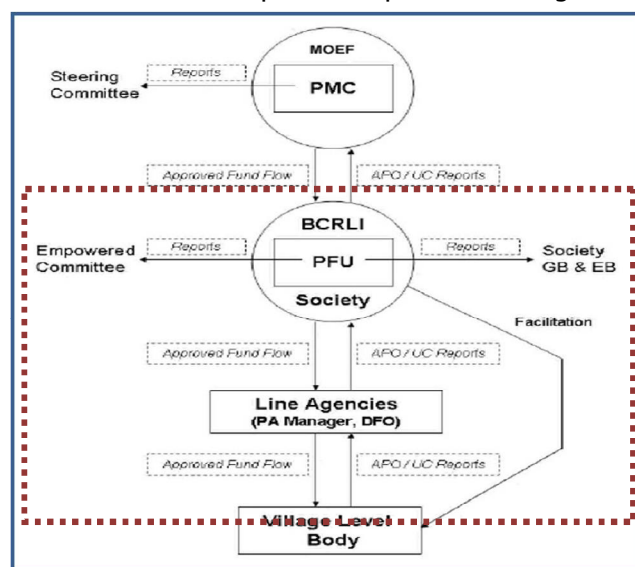 MOEF
Steering
Committee
Reports
PMC
Approved Fund Flow
APO / UC Reports
BCRLI
Empowered
Committee
Reports
PFU
Reports
Society
GB & EB
Society
Facilitation
Approved Fund Flow
APO / UC Reports
Line Agencies
(PA Manager, DFO)
Approved Fund Flow
APO / UC Reports
Village Level
Body